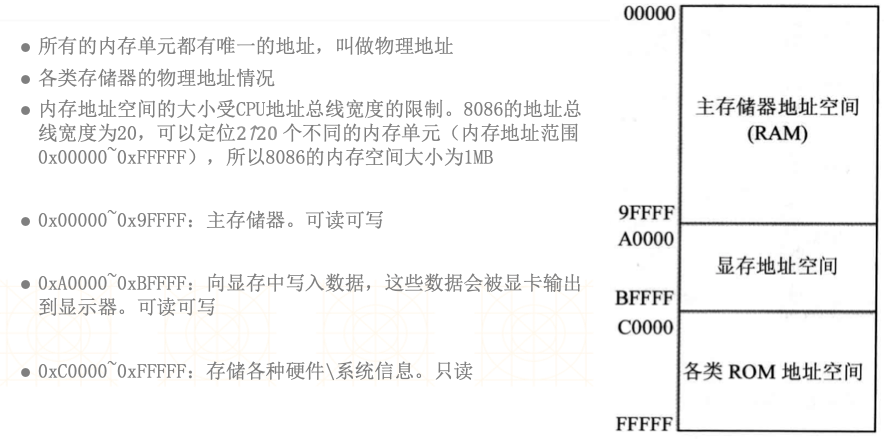 ● 所有的内存单元都有唯一的地址，叫做物理地址
● 各类存储器的物理地址情况
● 内存地址空间的大小受CPU地址总线宽度的限制。8086的地址总
线宽度为20，可以定位2↑20 个不同的内存单元（内存地址范围
0x00000~0xFFFFF），所以8086的内存空间大小为1MB
● 0x00000~0x9FFFF：主存储器。可读可写
● 0xA0000~0xBFFFF：向显存中写入数据，这些数据会被显卡输出
到显示器。可读可写
● 0xC0000~0xFFFFF：存储各种硬件\系统信息。只读
00000
主存储器地址空间
(RAM)
9FFFF
A0000
显存地址空间
BFFFF
C0000
各类 ROM 地址空间
FFFFF